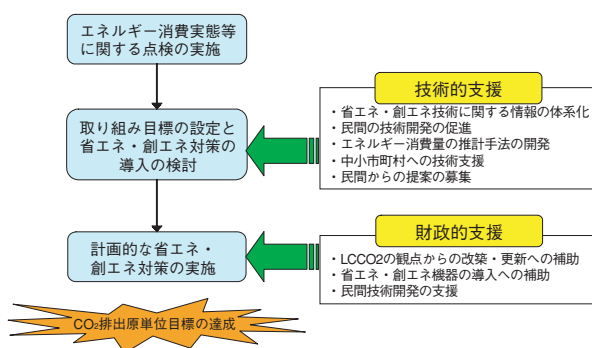 エネルギー消費実態等
に関する点検の実施
取り組み目標の設定と
省エネ・創エネ対策の
導入の検討
計画的な省エネ・
創エネ対策の実施
CO₂排出原単位目標の達成
技術的支援
・省エネ・創エネ技術に関する情報の体系化
・民間の技術開発の促進
・エネルギー消費量の推計手法の開発
・中小市町村への技術支援
・民間からの提案の募集
財政的支援
・LCCO2の観点からの改築・更新への補助
・省エネ・創エネ機器の導入への補助
・民間技術開発の支援